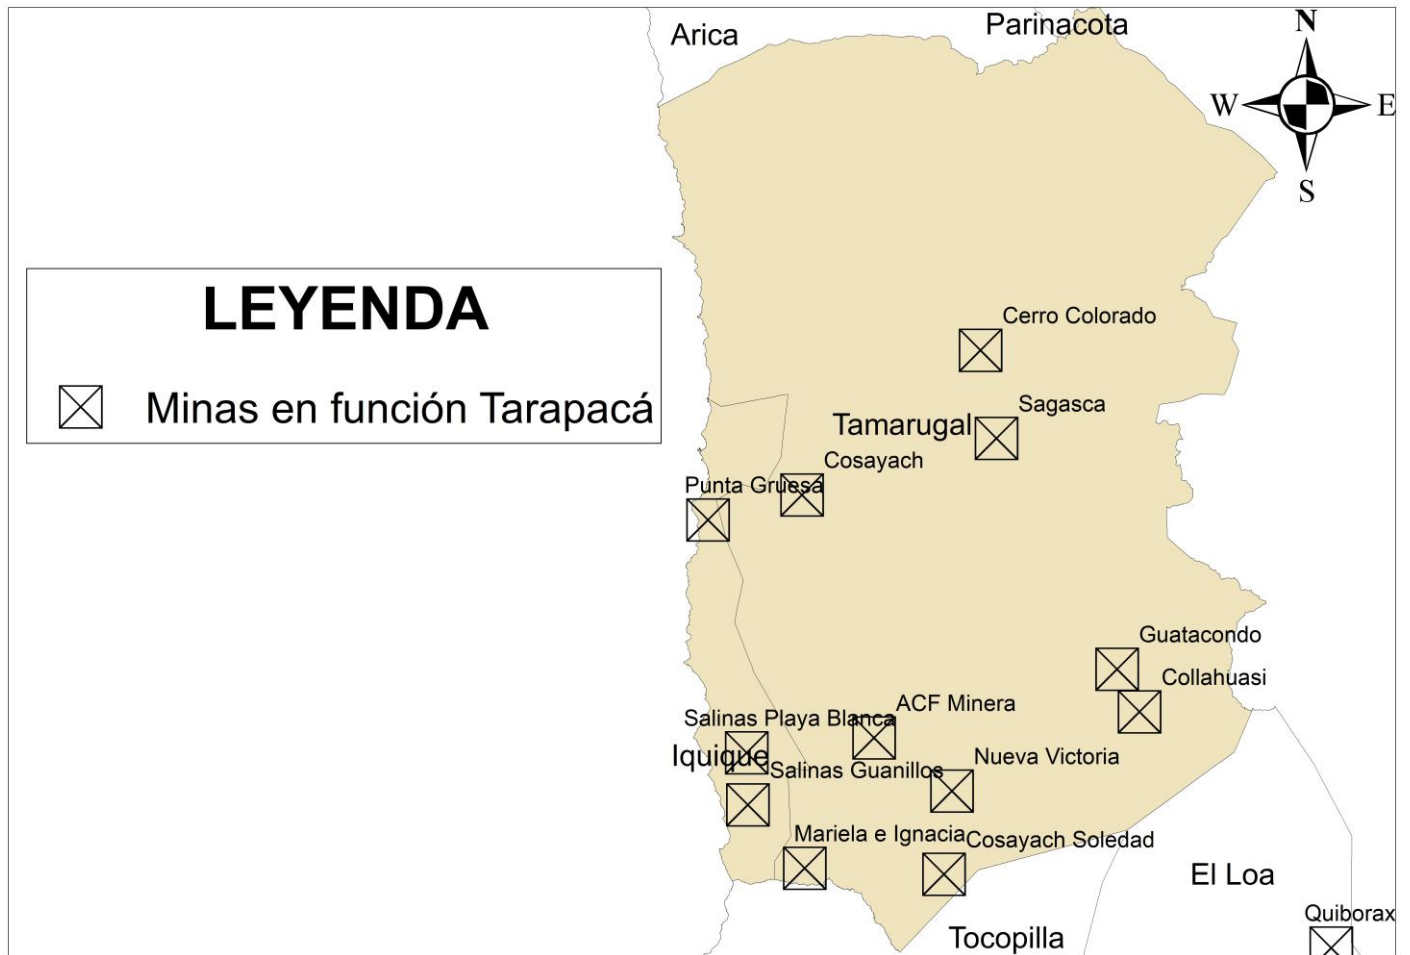 Arica
Parinacota
N
W
E
S
LEYENDA
Minas en función Tarapacá
Cerro Colorado
Sagasca
Tamarugal
Cosayach
Punta Gruesa
Guatacondo
Collahuasi
ACF Minera
Salinas Playa Blanca
Iquique
Nueva Victoria
Salinas Guanillos
Mariela e Ignacia
Cosayach Soledad
El Loa
Quiborax
Tocopilla